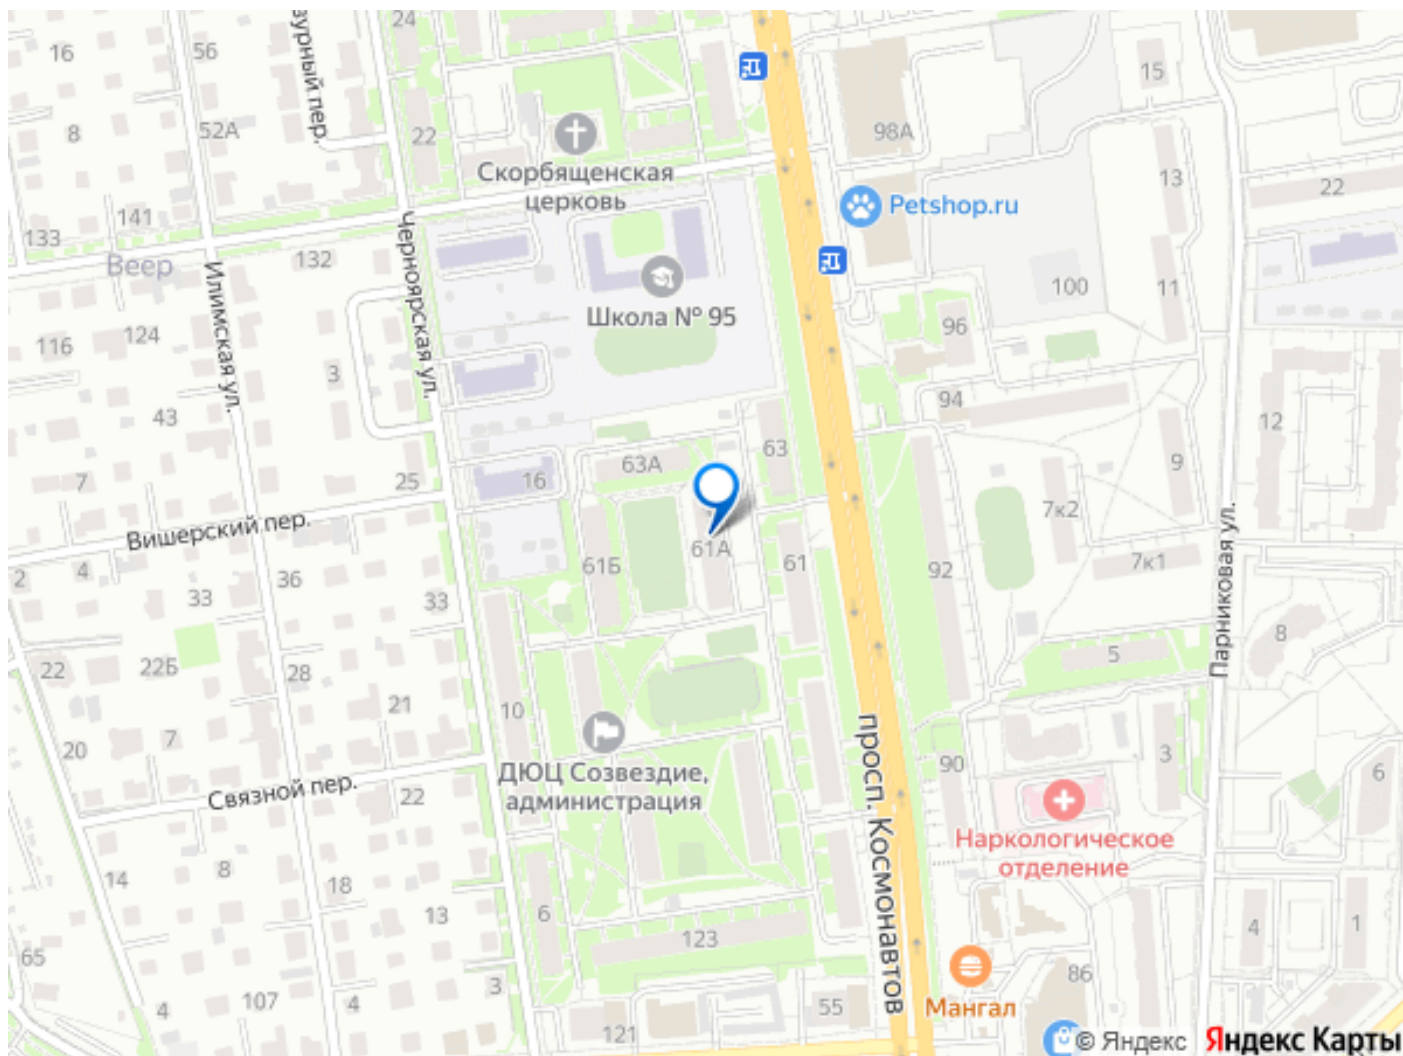 24
16
56
зурный пер.
15
8
52А
22
98А
Скорбященская
церковь
13
22
Petshop.ru
141
133
Веер
132
Илимская ул.
Черноярская ул.
100
11
Школа № 95
96
116
124
3
94
43
12
63
63А
9
7
25
16
Вишерский пер.
7к2
61А
61Б
61
92
7к1
2
4
36
33
33
Парниковая ул.
8
5
22
22Б
28
21
10
20
7
просп. Космонавтов
3
90
6
ДЮЦ Созвездие,
администрация
Связной пер.
22
Наркологическое
отделение
8
14
18
13
6
4
1
123
65
86
3
107
4
4
55
Мангал
121
© Яндекс
Яндекс Карты